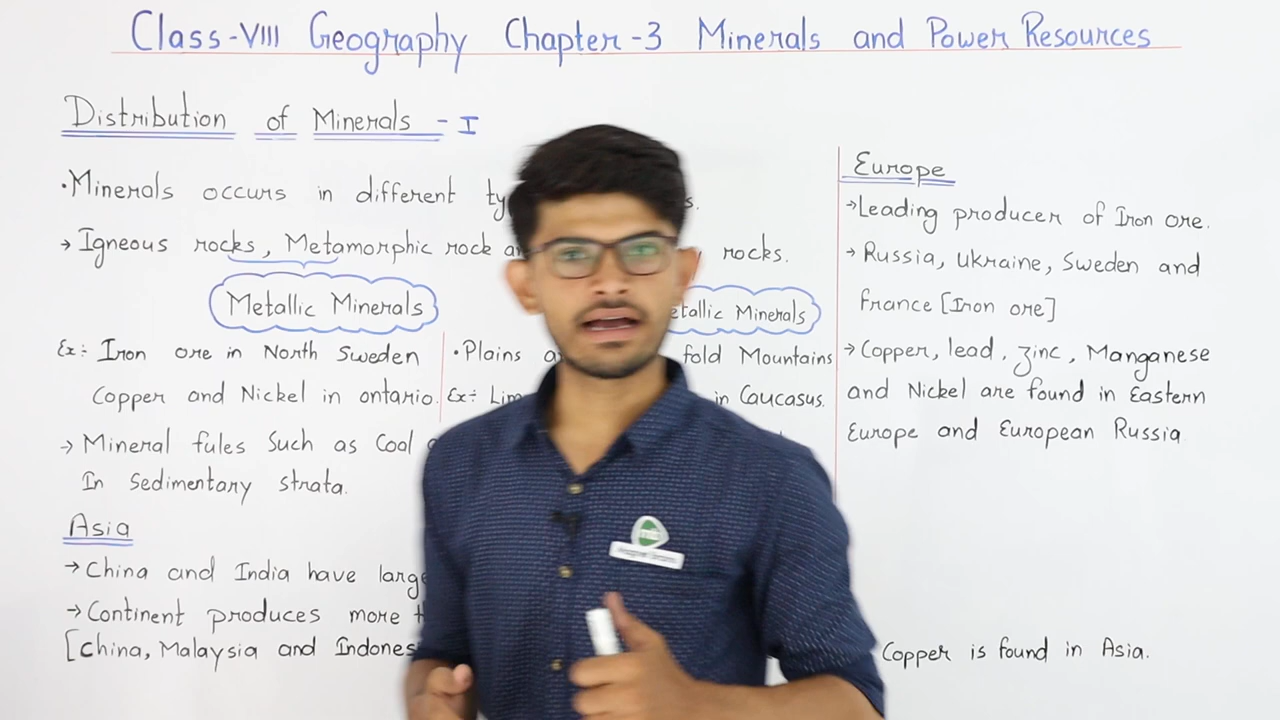 Class-VIII Geography Chapter-3 Minerals and Power Resources
Distribution of Minerals - I
•Minerals occurs in different ty s.
→ Igneous rocks, Metamorphic rock a rocks.
Metallic Minerals
etallic Minerals
Ex:- Iron ore in North Sweden
Copper and Nickel in ontario.
•Plains a fold Mountains
Ex:- Lim in Caucasus.
→ Mineral fules Such as Coal
In Sedimentary strata.
Asia
→ China and India have large
→ Continent produces more t
[China, Malaysia and Indones
Copper is found in Asia.
Europe
→Leading producer of Iron ore.
→ Russia, Ukraine, Sweden and
France [Iron ore]
→ Copper, lead, zinc, Manganese
and Nickel are found in Eastern
Europe and European Russia